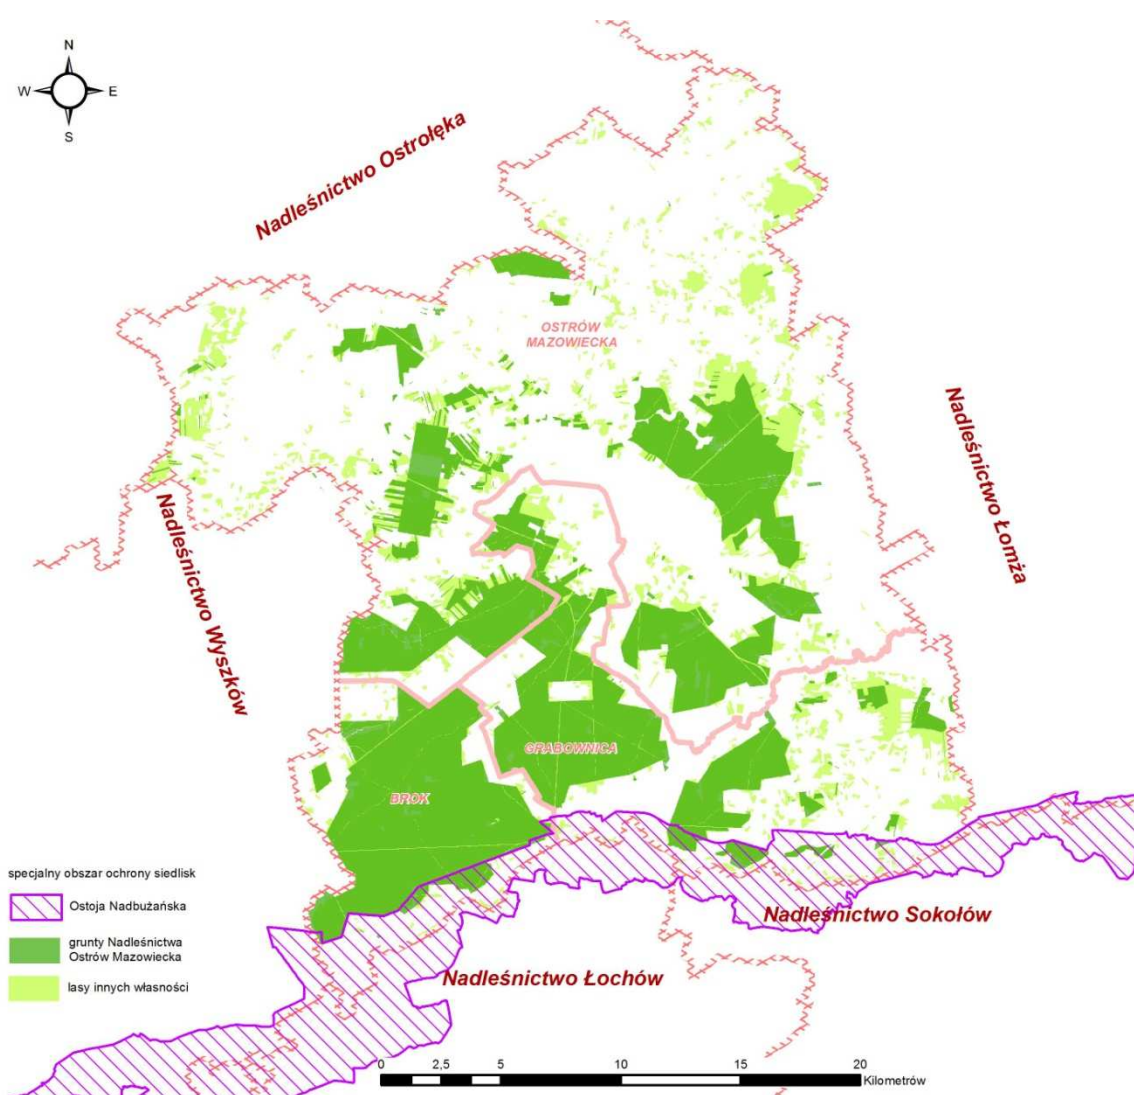 N
W E
S
Nadleśnictwo Ostrołęka
OSTRÓW
MAZOWIECKA
Nadleśnictwo Łomża
Nadleśnictwo Wyszków
GRABOWNICA
BROK
specjalny obszar ochrony siedlisk
Ostoja Nadbużańska
grunty Nadleśnictwa
Ostrów Mazowiecka
lasy innych własności
Nadleśnictwo Sokołów
Nadleśnictwo Łochów
0 2,5 5 10 15 20
Kilometrów